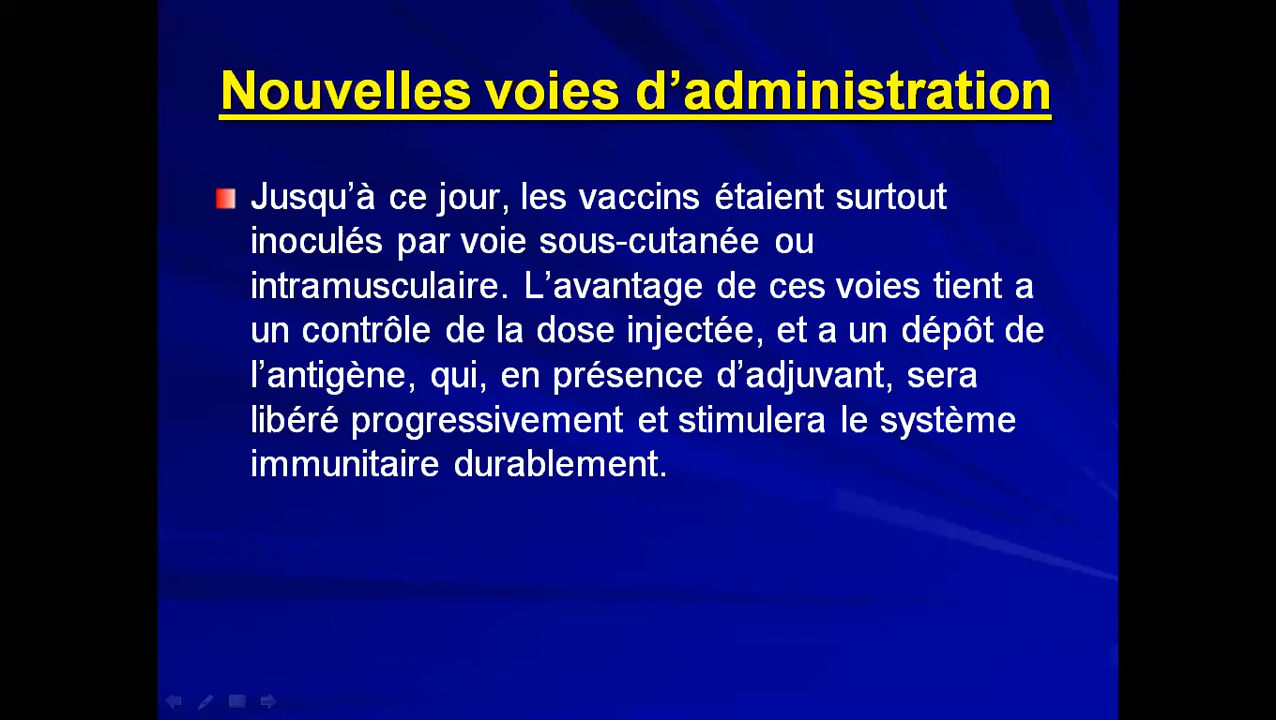 Nouvelles voies d’administration
Jusqu’à ce jour, les vaccins étaient surtout
inoculés par voie sous-cutanée ou
intramusculaire. L’avantage de ces voies tient a
un contrôle de la dose injectée, et a un dépôt de
l’antigène, qui, en présence d’adjuvant, sera
libéré progressivement et stimulera le système
immunitaire durablement.